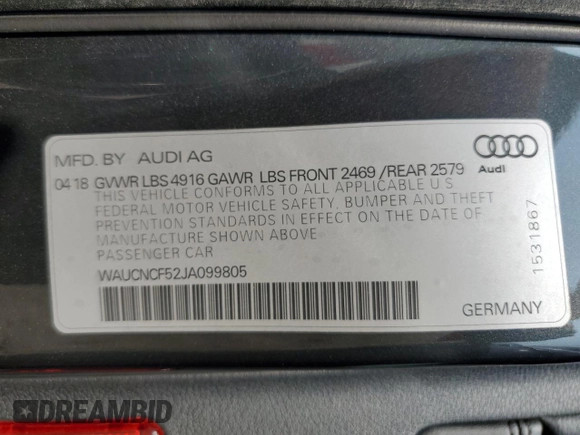 MFD. BY AUDI AG
04 18 GVWR LBS 4916 GAWR LBS FRONT 2469 /REAR 2579
THIS VEHICLE CONFORMS TO ALL APPLICABLE U S
FEDERAL MOTOR VEHICLE SAFETY, BUMPER AND THEFT
PREVENTION STANDARDS IN EFFECT ON THE DATE OF
MANUFACTURE SHOWN ABOVE
PASSENGER CAR
WAUCNCF52JA099805
Audi
1531867
GERMANY
DREAMBID